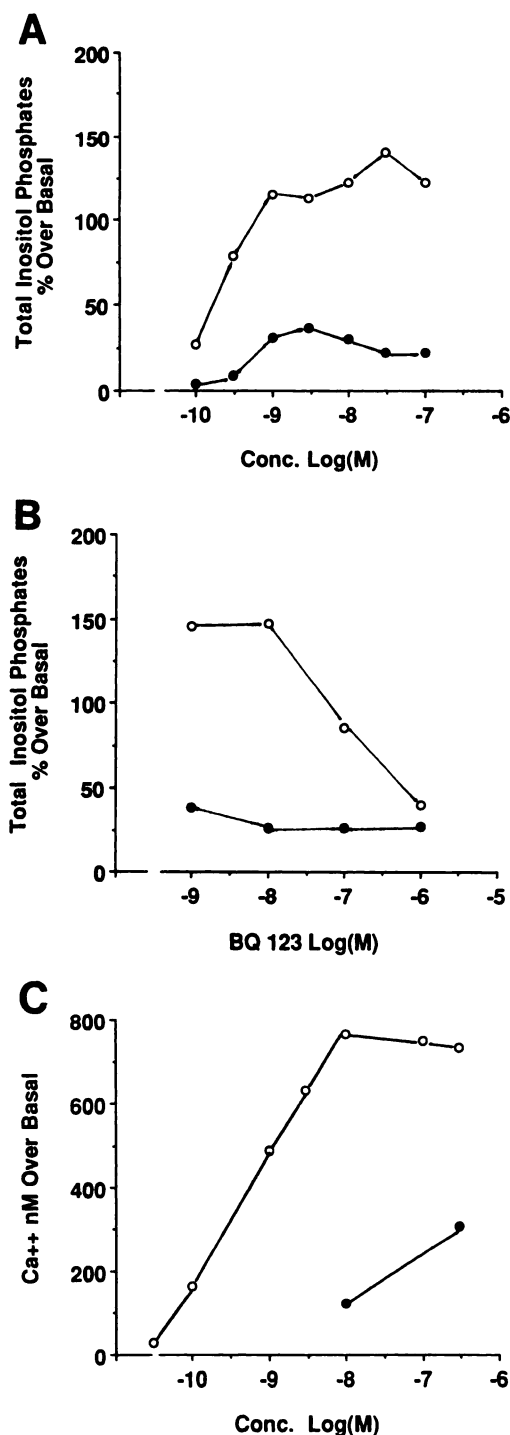 A
Total Inositol Phosphates
% Over Basal
200
150
100
50
0
-10 -9 -8 -7 -6
Conc. Log(M)
B
Total Inositol Phosphates
% Over Basal
200
150
100
50
0
-9 -8 -7 -6 -5
BQ 123 Log(M)
C
Ca++ nM Over Basal
800
600
400
200
0
-10 -9 -8 -7 -6
Conc. Log(M)